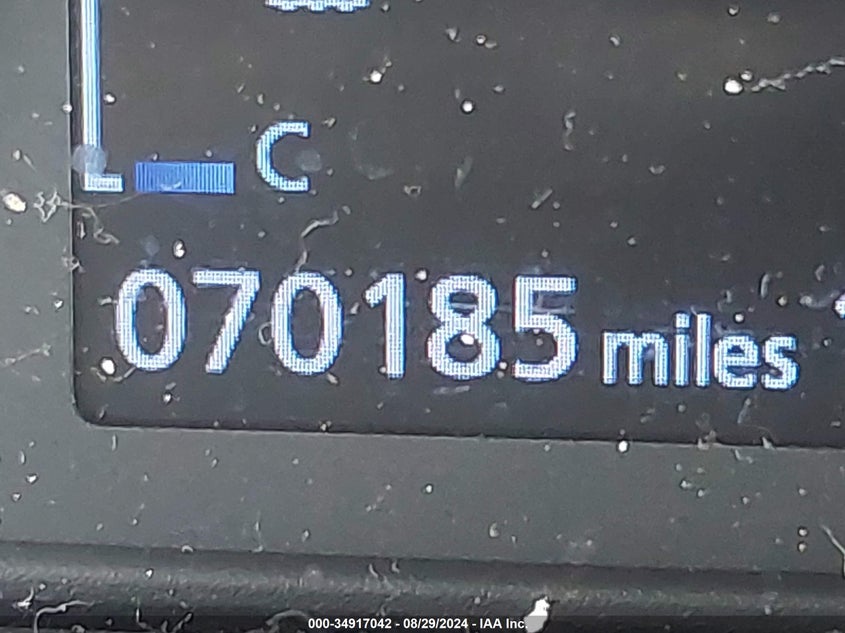 C
070185 miles
000-34917042 - 08/29/2024 - IAA Inc.